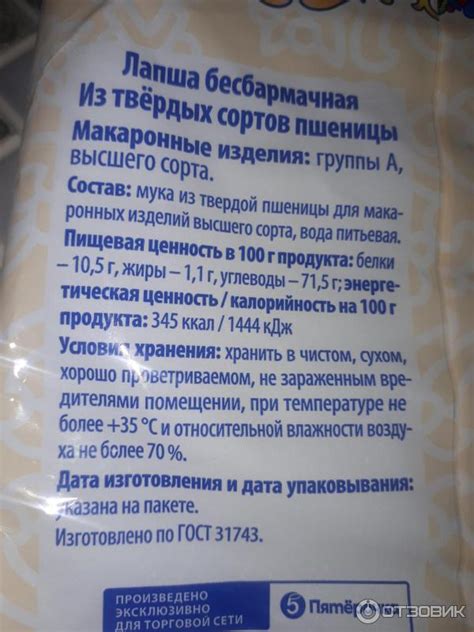 Лапша бесбармачная
Из твёрдых сортов пшеницы
Макаронные изделия: группы А,
высшего сорта.
Состав: мука из твердой пшеницы для мака-
ронных изделий высшего сорта, вода питьевая.
Пищевая ценность в 100 г продукта: белки
– 10,5 г, жиры – 1,1 г, углеводы – 71,5 г; энерге-
тическая ценность / калорийность на 100 г
продукта: 345 ккал / 1444 кДж
Условия хранения: хранить в чистом, сухом,
хорошо проветриваемом, не зараженным вре-
дителями помещении, при температуре не
более +35 °С и относительной влажности возду-
ха не более 70 %.
Дата изготовления и дата упаковывания:
указана на пакете.
Изготовлено по ГОСТ 31743.
ПРОИЗВЕДЕНО
ЭКСКЛЮЗИВНО
ДЛЯ ТОРГОВОЙ СЕТИ
5 Пятёрочка
ОТЗОВИК